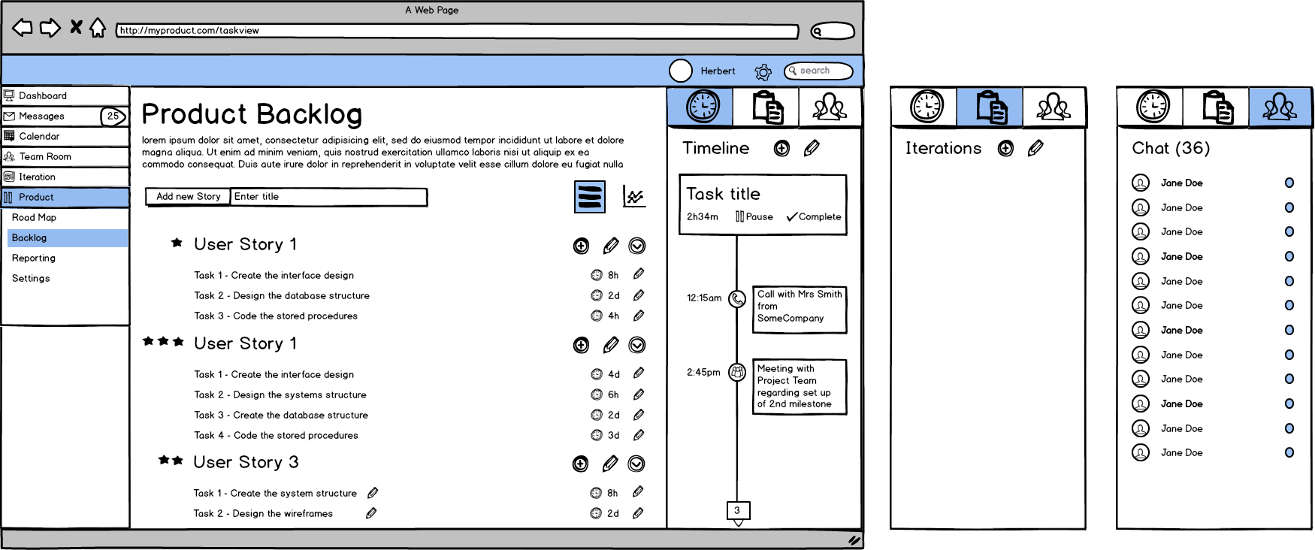 A Web Page
http://myproduct.com/taskview
Herbert
search
Dashboard
Messages 25
Calendar
Team Room
Iteration
Product
Road Map
Backlog
Reporting
Settings
Product Backlog
lorem ipsum dolor sit amet, consectetur adipisicing elit, sed do eiusmod tempor incididunt ut labore et dolore
magna aliqua. Ut enim ad minim veniam, quis nostrud exercitation ullamco laboris nisi ut aliquip ex ea
commodo consequat. Duis aute irure dolor in reprehenderit in voluptate velit esse cillum dolore eu fugiat nulla
Add new Story Enter title
User Story 1
Task 1 - Create the interface design 8h
Task 2 - Design the database structure 2d
Task 3 - Code the stored procedures 4h
User Story 1
Task 1 - Create the interface design 4d
Task 2 - Design the systems structure 6h
Task 3 - Create the database structure 2d
Task 4 - Code the stored procedures 3d
User Story 3
Task 1 - Create the system structure 8h
Task 2 - Design the wireframes 2d
Timeline
Task title
2h34m Pause Complete
12:15am
Call with Mrs Smith
from
SomeCompany
2:45pm
Meeting with
Project Team
regarding set up
of 2nd milestone
3
Iterations
Chat (36)
Jane Doe
Jane Doe
Jane Doe
Jane Doe
Jane Doe
Jane Doe
Jane Doe
Jane Doe
Jane Doe
Jane Doe
Jane Doe
Jane Doe